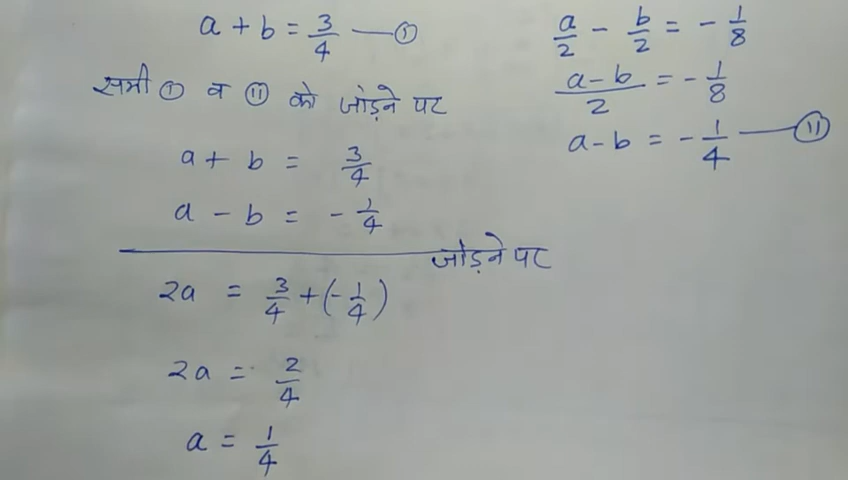 a + b = 3/4 —— (i)
समी (i) व (ii) को जोड़ने पर
a + b = 3/4
a - b = - 1/4
जोड़ने पर
2a = 3/4 + (- 1/4)
2a = 2/4
a = 1/4
a/2 - b/2 = - 1/8
(a - b)/2 = - 1/8
a - b = - 1/4 —— (ii)